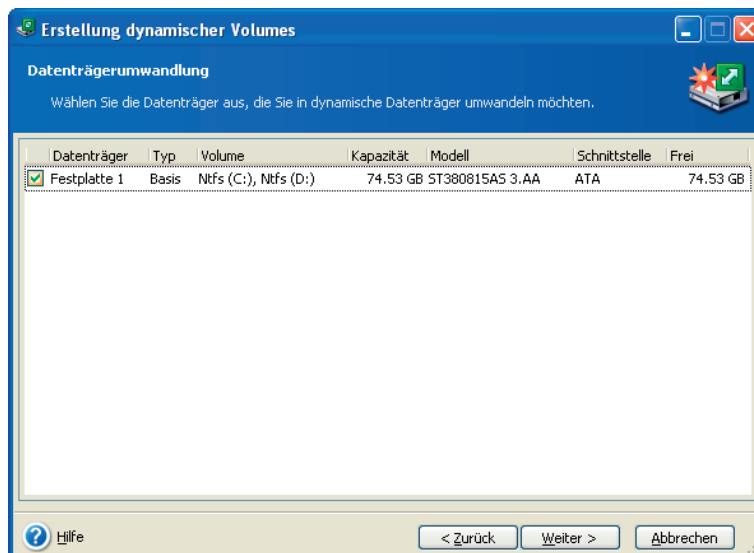 Erstellung dynamischer Volumes
Datenträgerumwandlung
Wählen Sie die Datenträger aus, die Sie in dynamische Datenträger umwandeln möchten.
Datenträger Typ Volume Kapazität Modell Schnittstelle Frei
Festplatte 1 Basis Ntfs (C:), Ntfs (D:) 74.53 GB ST380815AS 3.AA ATA 74.53 GB
Hilfe < Zurück Weiter > Abbrechen